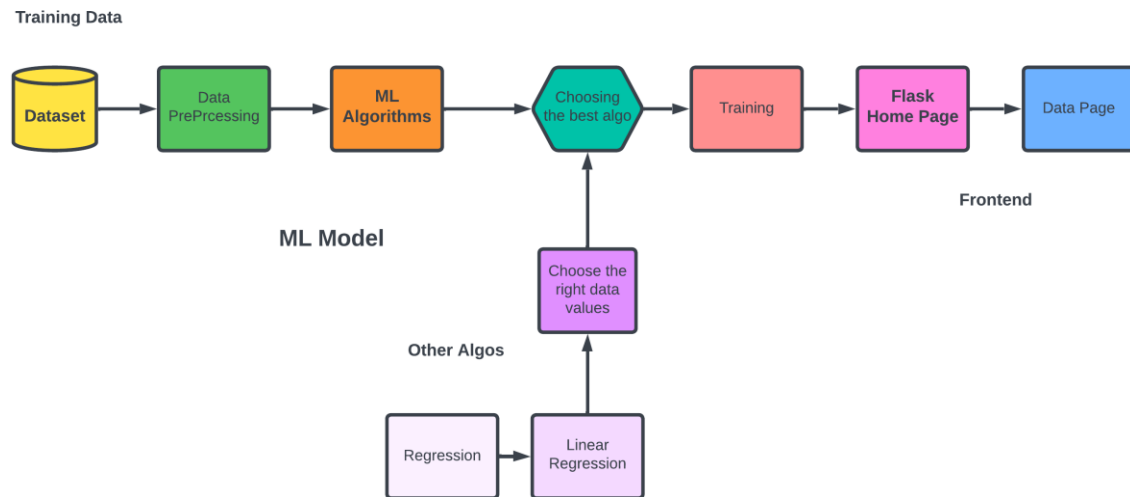 Training Data
Dataset
Data
PrePrcessing
ML
Algorithms
Choosing
the best algo
Training
Flask
Home Page
Data Page
Frontend
ML Model
Choose the
right data
values
Other Algos
Regression
Linear
Regression